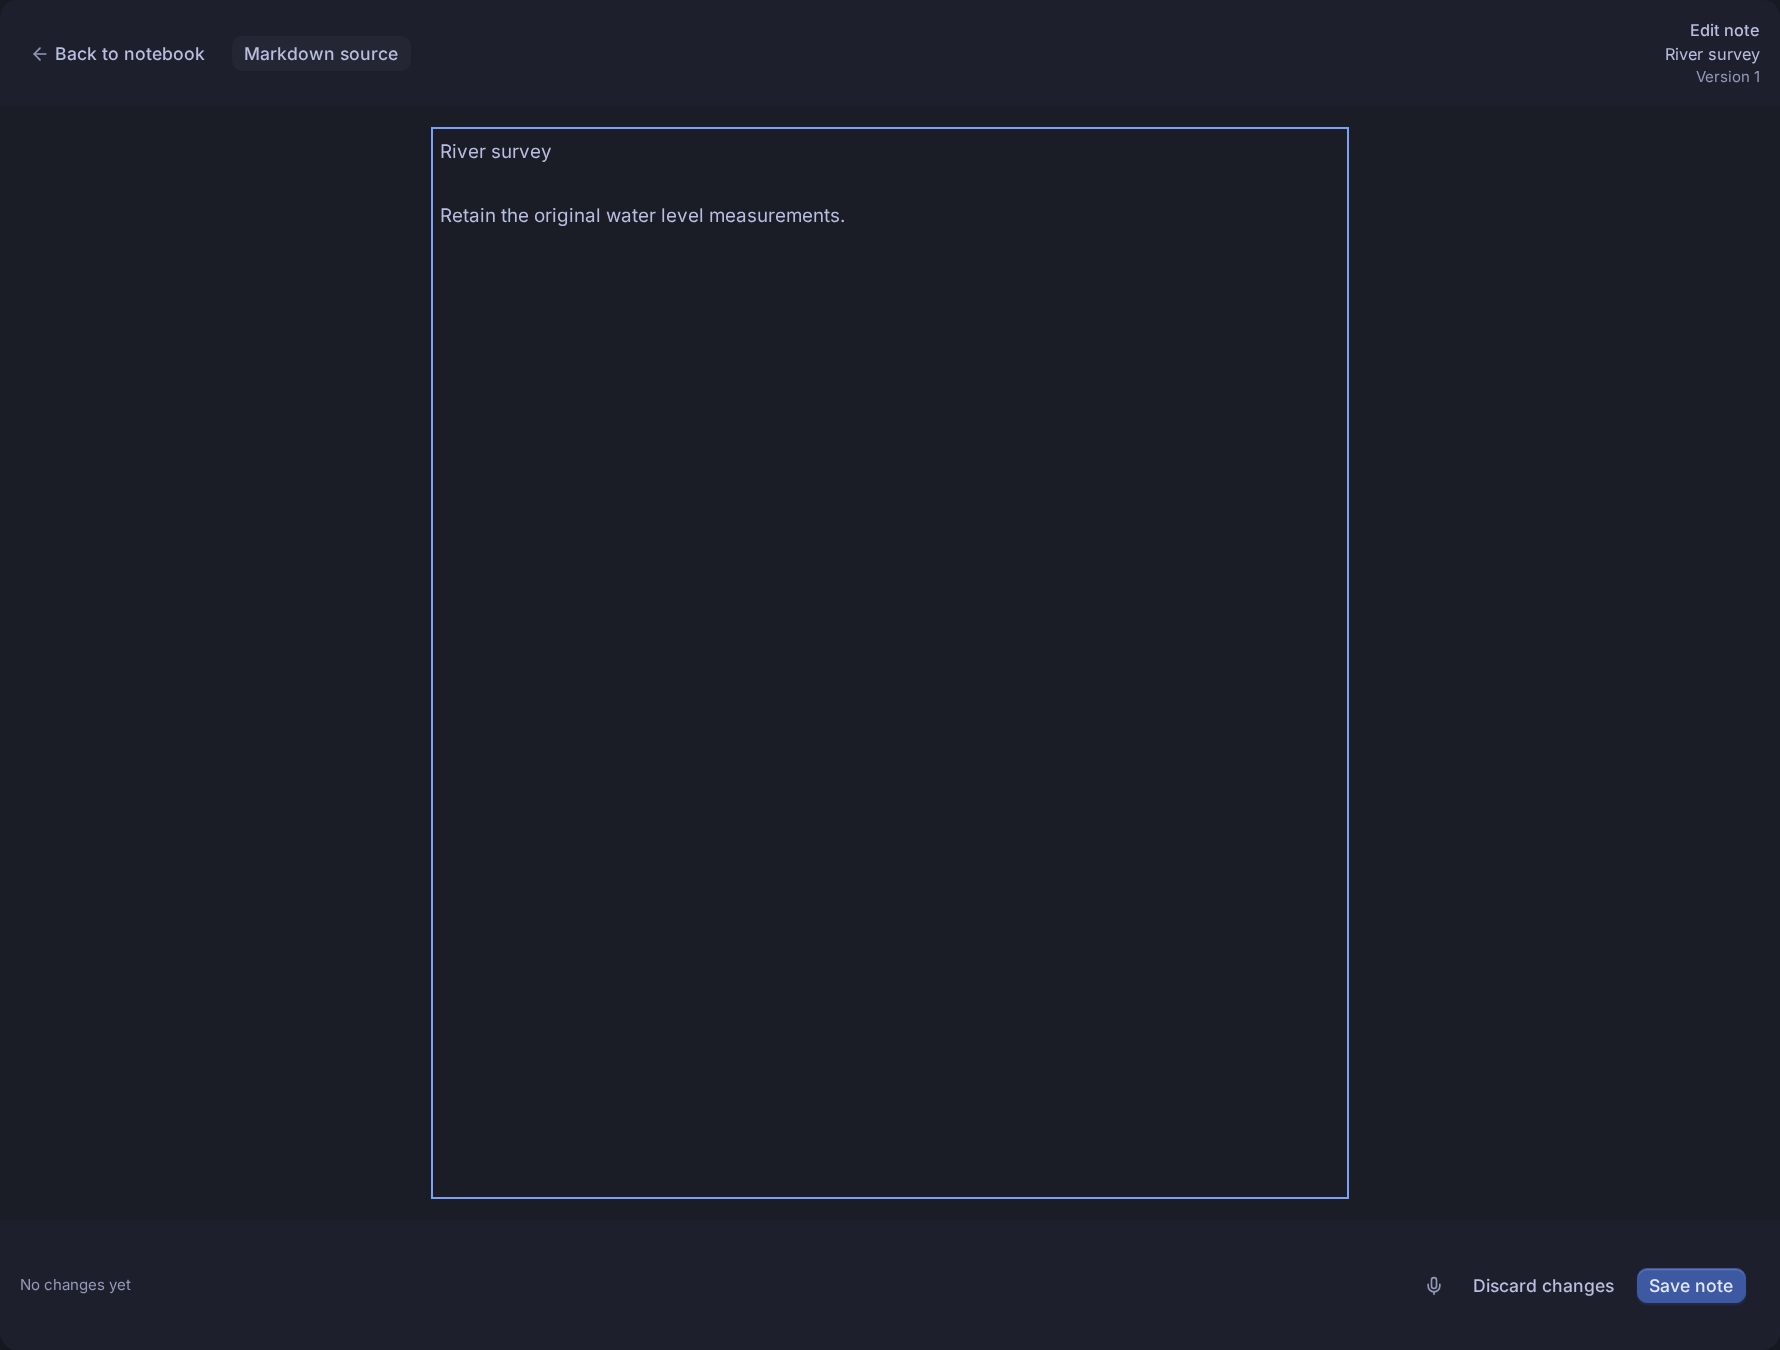 Back to notebook
Markdown source
Edit note
River survey
Version 1
River survey
Retain the original water level measurements.
No changes yet
Discard changes
Save note